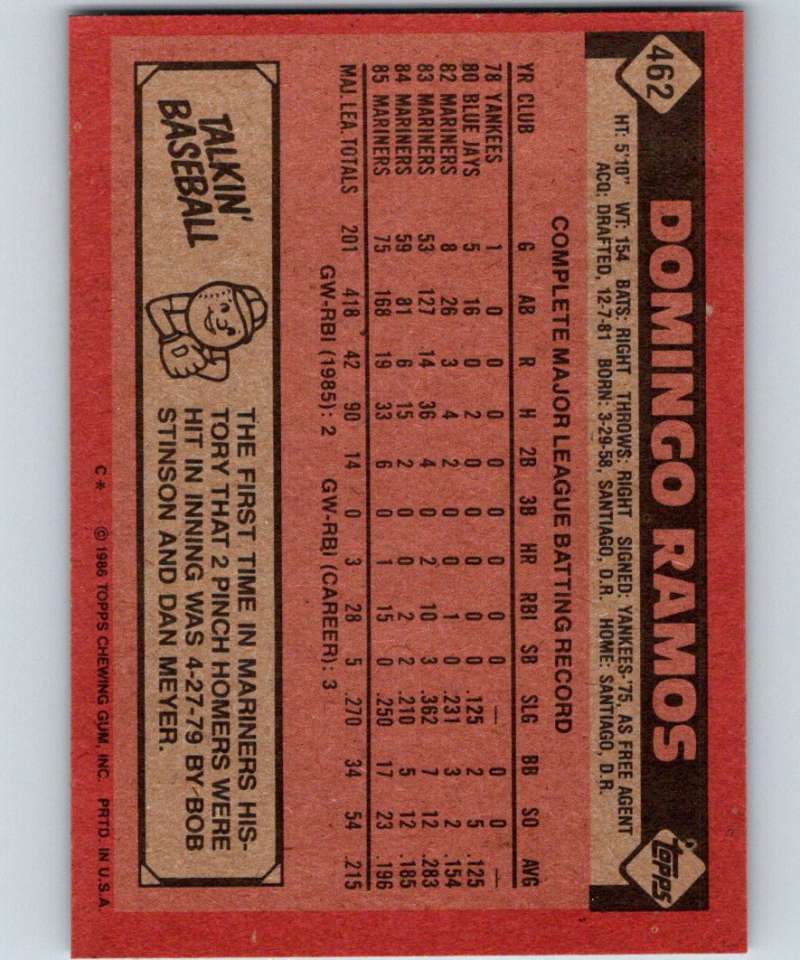 462
DOMINGO RAMOS
topps
HT: 5'10" WT: 154 BATS: RIGHT THROWS: RIGHT SIGNED: YANKEES-'75, AS FREE AGENT
ACQ: DRAFTED, 12-7-81 BORN: 3-29-58, SANTIAGO, D.R. HOME: SANTIAGO, D.R.
COMPLETE MAJOR LEAGUE BATTING RECORD
YR CLUB G AB R H 2B 3B HR RBI SB SLG BB SO AVG
78 YANKEES 1 0 0 0 0 0 0 0 0 — 0 0 —
80 BLUE JAYS 5 16 0 2 0 0 0 0 0 .125 2 5 .125
82 MARINERS 8 26 3 4 2 0 0 1 0 .231 3 2 .154
83 MARINERS 53 127 14 36 4 0 2 10 3 .362 7 12 .283
84 MARINERS 59 81 6 15 2 0 0 2 2 .210 5 12 .185
85 MARINERS 75 168 19 33 6 0 1 15 0 .250 17 23 .196
MAJ. LEA. TOTALS 201 418 42 90 14 0 3 28 5 .270 34 54 .215
GW-RBI (1985): 2 GW-RBI (CAREER): 3
TALKIN'
BASEBALL
THE FIRST TIME IN MARINERS HIS-
TORY THAT 2 PINCH HOMERS WERE
HIT IN INNING WAS 4-27-79 BY BOB
STINSON AND DAN MEYER.
C* © 1986 TOPPS CHEWING GUM, INC. PRTD. IN U.S.A.